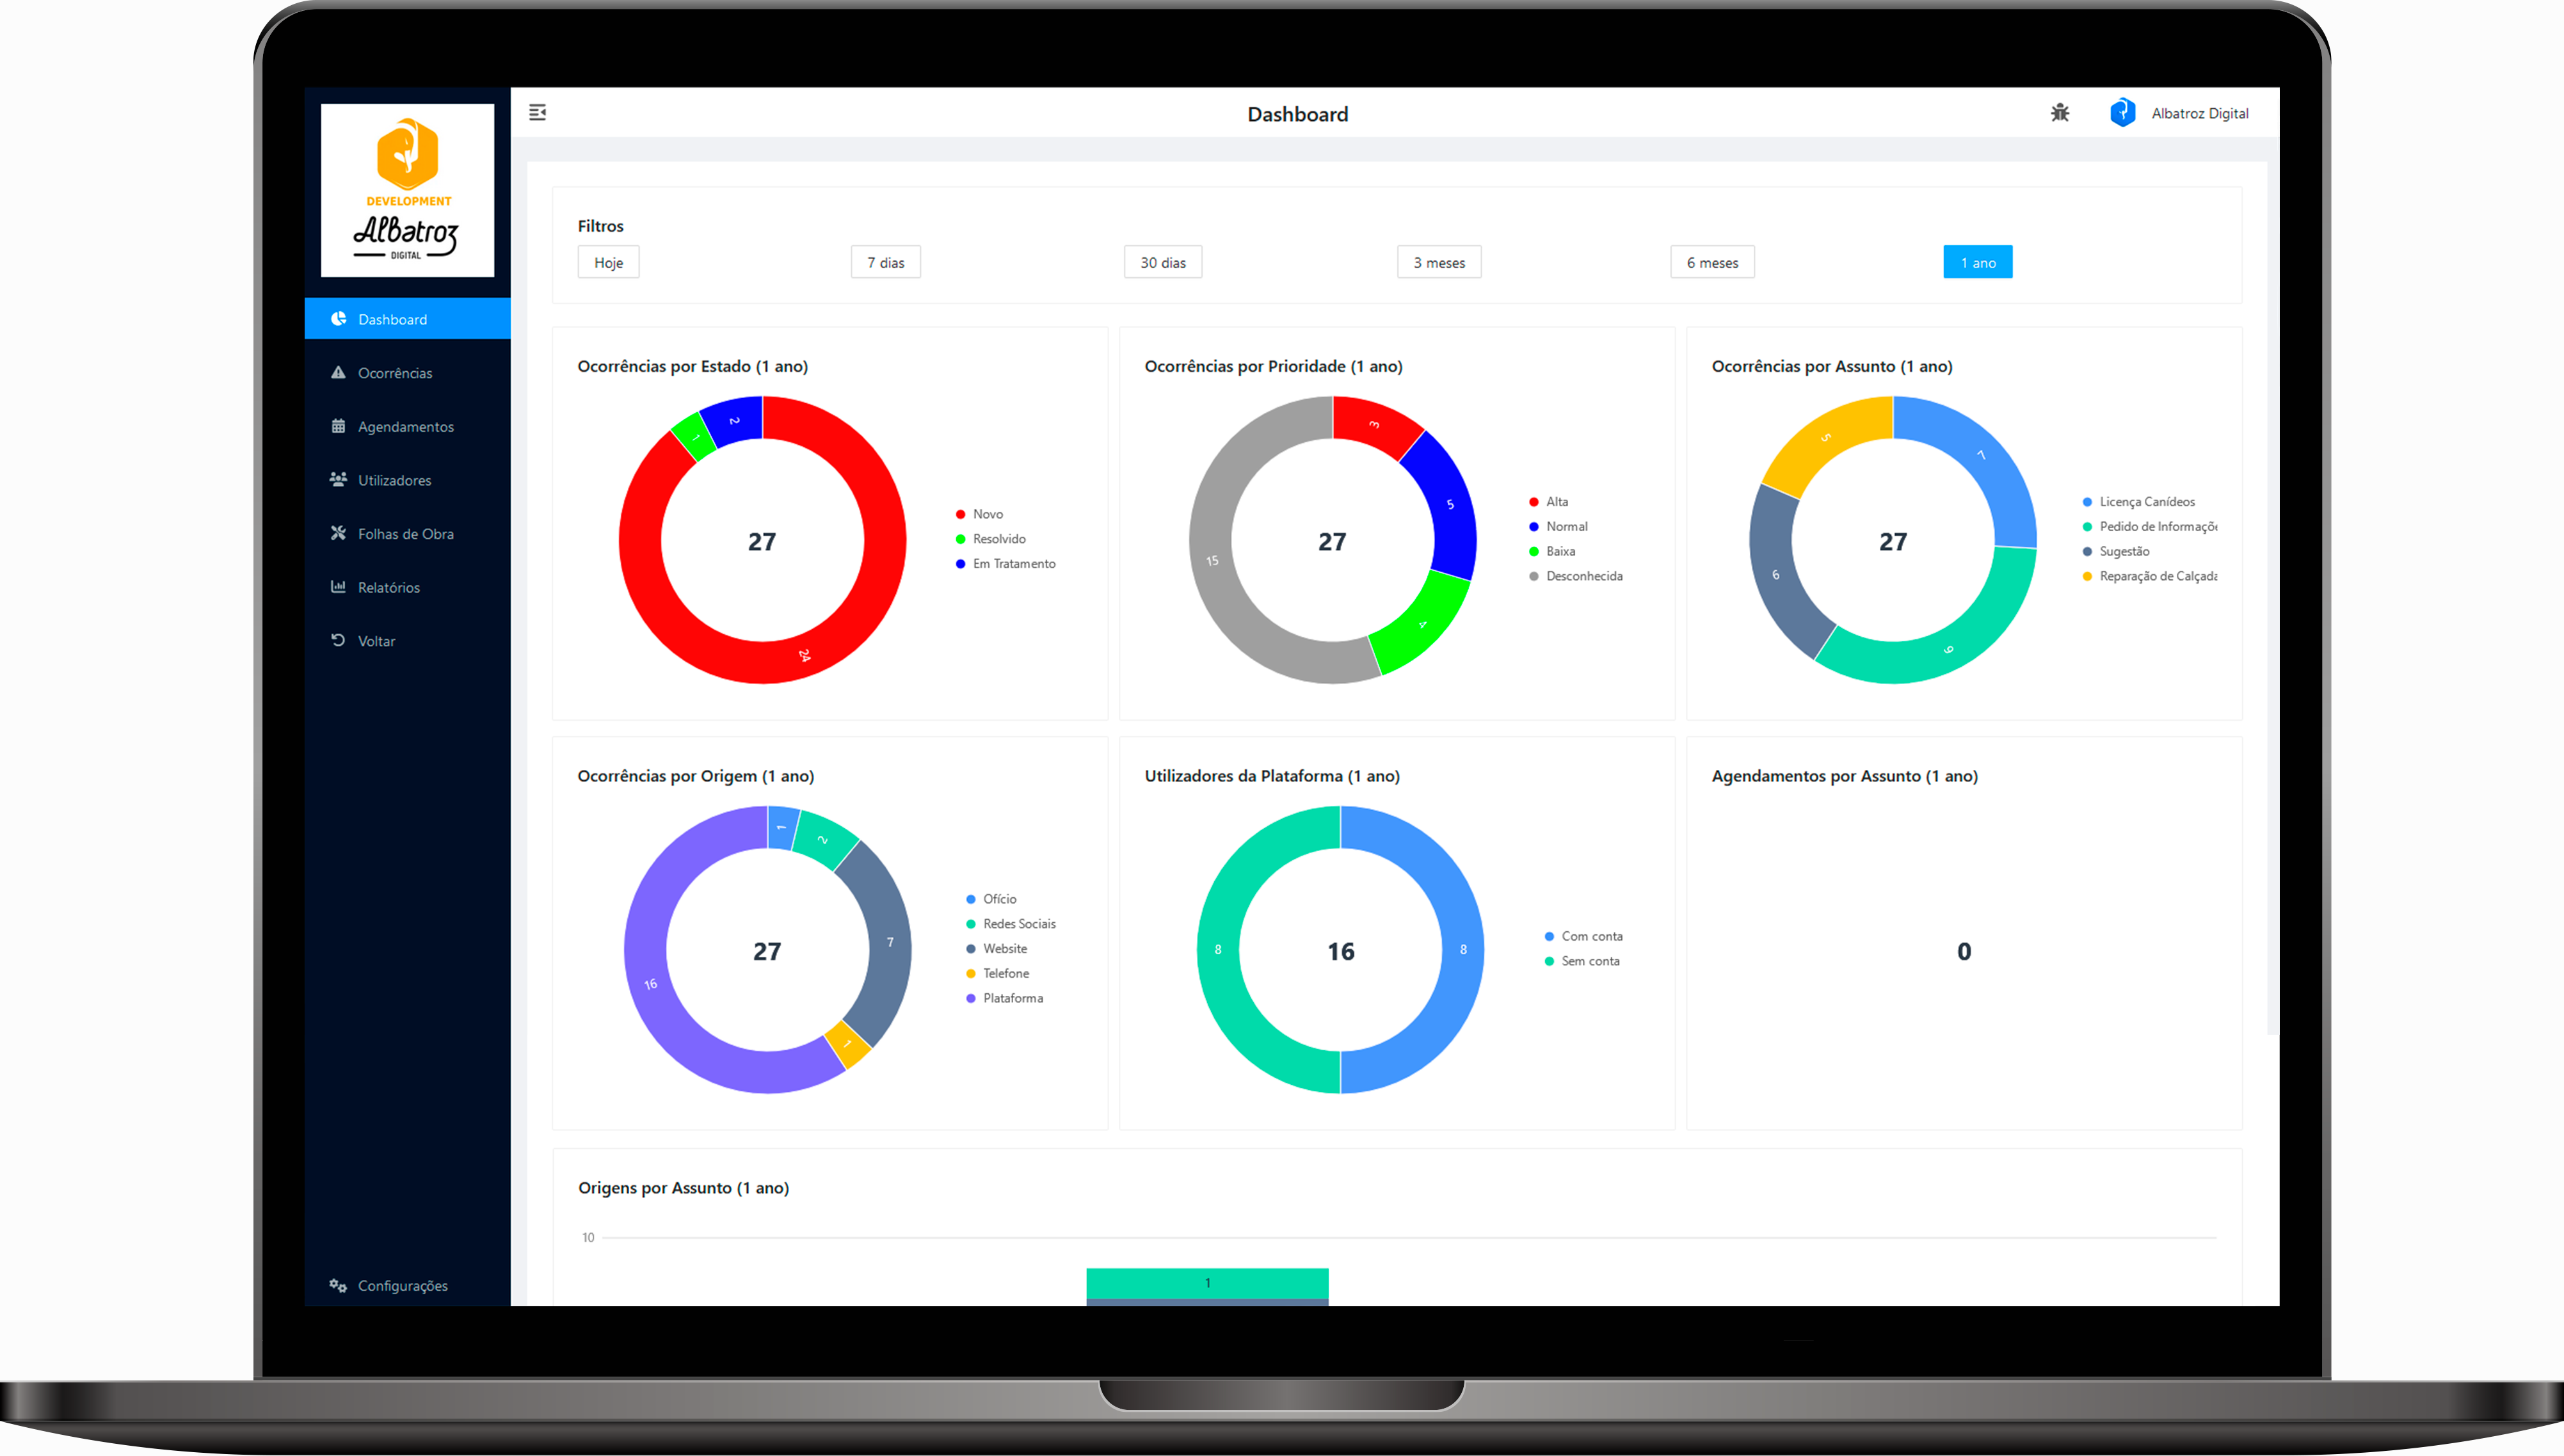 DEVELOPMENT
Albatroz
DIGITAL
Dashboard
Albatroz Digital
Dashboard
Ocorrências
Agendamentos
Utilizadores
Folhas de Obra
Relatórios
Voltar
Configurações
Filtros
Hoje
7 dias
30 dias
3 meses
6 meses
1 ano
Ocorrências por Estado (1 ano)
2
1
27
24
Novo
Resolvido
Em Tratamento
Ocorrências por Prioridade (1 ano)
3
5
27
15
4
Alta
Normal
Baixa
Desconhecida
Ocorrências por Assunto (1 ano)
5
7
27
6
9
Licença Canídeos
Pedido de Informaçõe
Sugestão
Reparação de Calçada
Ocorrências por Origem (1 ano)
1
2
7
27
16
1
Ofício
Redes Sociais
Website
Telefone
Plataforma
Utilizadores da Plataforma (1 ano)
8
16
8
Com conta
Sem conta
Agendamentos por Assunto (1 ano)
0
Origens por Assunto (1 ano)
10
1